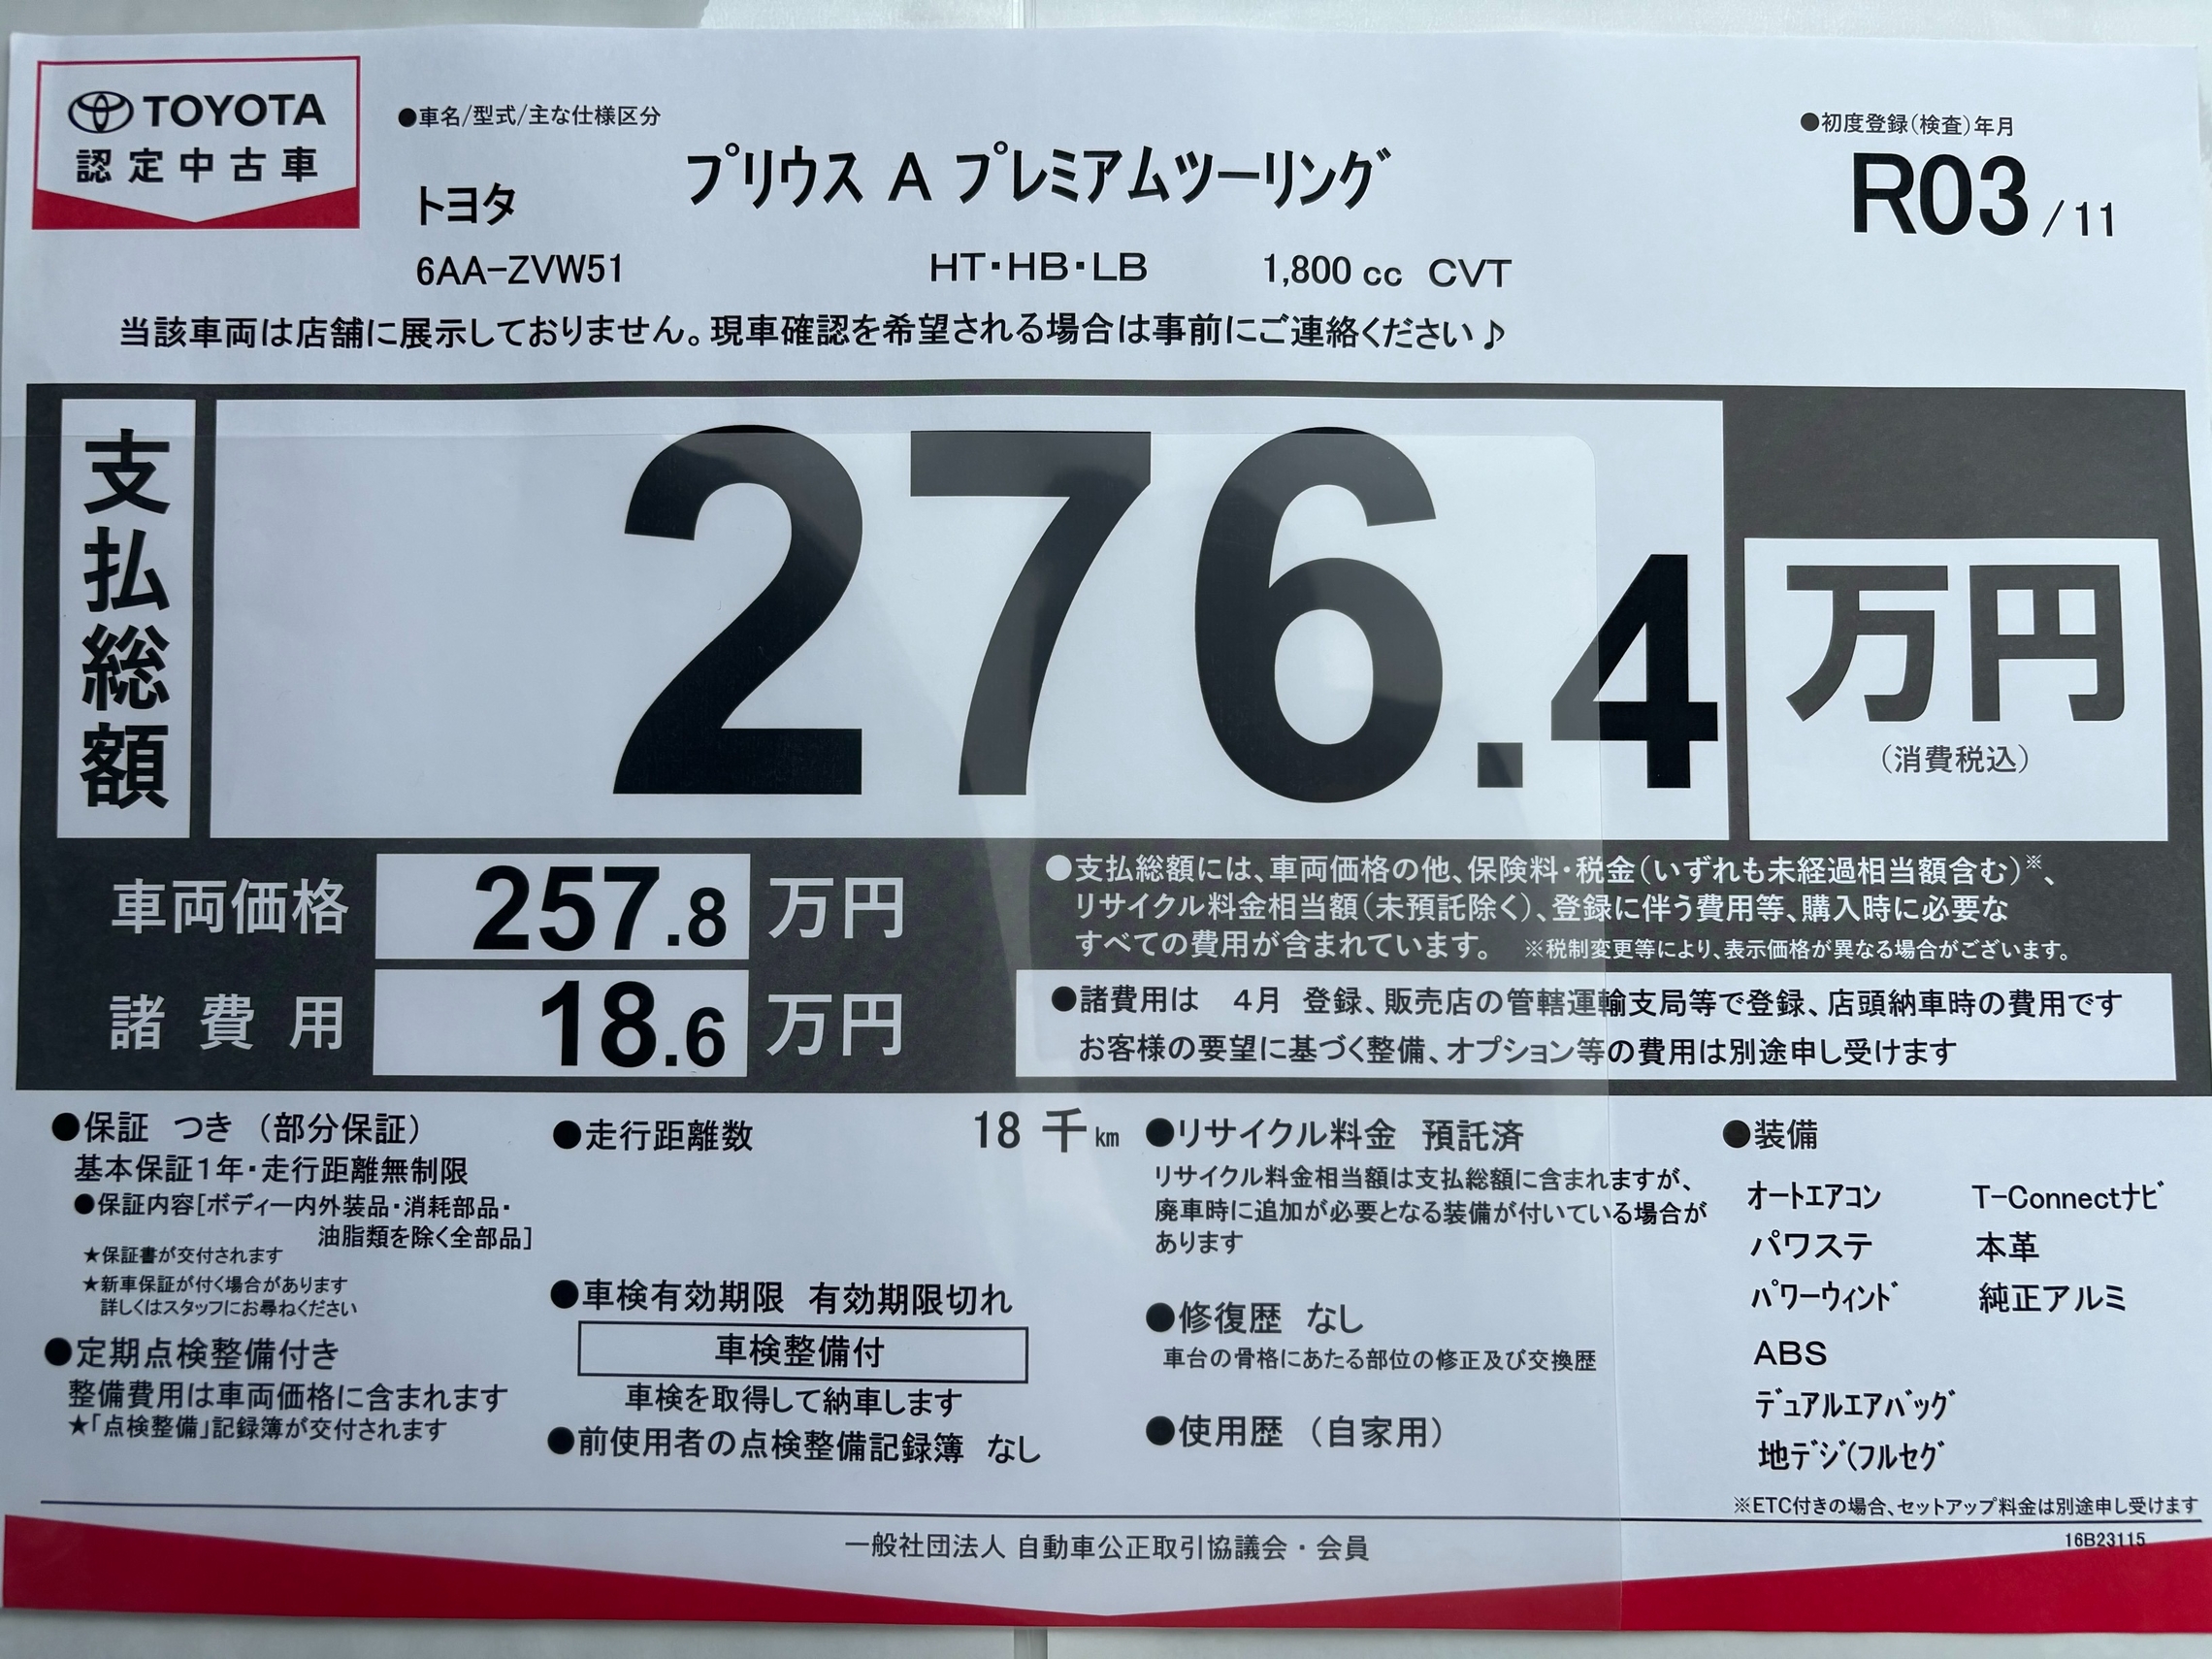 TOYOTA
認定中古車
●車名/型式/主な仕様区分
●初度登録(検査)年月
トヨタ
プリウス A プレミアムツーリング
R03/11
6AA-ZVW51 HT・HB・LB 1,800 cc CVT
当該車両は店舗に展示しておりません。現車確認を希望される場合は事前にご連絡ください♪
支払総額
276.4
万円
(消費税込)
車両価格 257.8 万円
諸費用 18.6 万円
●支払総額には、車両価格の他、保険料・税金(いずれも未経過相当額含む)※、
リサイクル料金相当額(未預託除く)、登録に伴う費用等、購入時に必要な
すべての費用が含まれています。 ※税制変更等により、表示価格が異なる場合がございます。
●諸費用は 4月 登録、販売店の管轄運輸支局等で登録、店頭納車時の費用です
お客様の要望に基づく整備、オプション等の費用は別途申し受けます
●保証 つき (部分保証)
基本保証1年・走行距離無制限
●保証内容[ボディー内外装品・消耗部品・
油脂類を除く全部品]
★保証書が交付されます
★新車保証が付く場合があります
詳しくはスタッフにお尋ねください
●定期点検整備付き
整備費用は車両価格に含まれます
★「点検整備」記録簿が交付されます
●走行距離数 18 千km
●車検有効期限 有効期限切れ
車検整備付
車検を取得して納車します
●前使用者の点検整備記録簿 なし
●リサイクル料金 預託済
リサイクル料金相当額は支払総額に含まれますが、
廃車時に追加が必要となる装備が付いている場合が
あります
●修復歴 なし
車台の骨格にあたる部位の修正及び交換歴
●使用歴 (自家用)
●装備
オートエアコン T-Connectナビ
パワステ 本革
パワーウィンド 純正アルミ
ABS
デュアルエアバッグ
地デジ(フルセグ
※ETC付きの場合、セットアップ料金は別途申し受けます
16B23115
一般社団法人 自動車公正取引協議会・会員